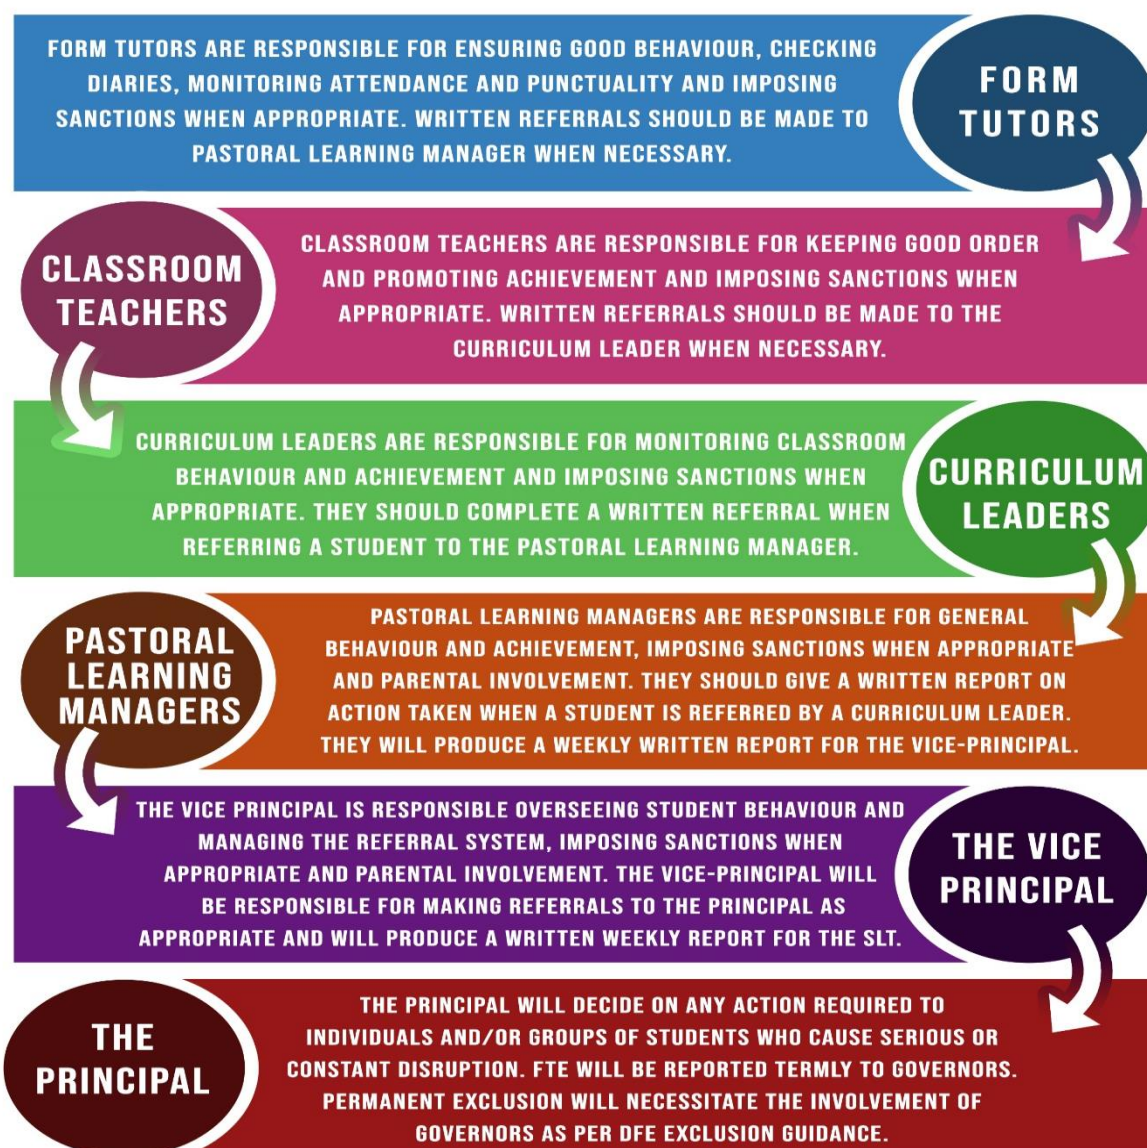 FORM TUTORS ARE RESPONSIBLE FOR ENSURING GOOD BEHAVIOUR, CHECKING
DIARIES, MONITORING ATTENDANCE AND PUNCTUALITY AND IMPOSING
SANCTIONS WHEN APPROPRIATE. WRITTEN REFERRALS SHOULD BE MADE TO
PASTORAL LEARNING MANAGER WHEN NECESSARY.
FORM
TUTORS
CLASSROOM
TEACHERS
CLASSROOM TEACHERS ARE RESPONSIBLE FOR KEEPING GOOD ORDER
AND PROMOTING ACHIEVEMENT AND IMPOSING SANCTIONS WHEN
APPROPRIATE. WRITTEN REFERRALS SHOULD BE MADE TO THE
CURRICULUM LEADER WHEN NECESSARY.
CURRICULUM LEADERS ARE RESPONSIBLE FOR MONITORING CLASSROOM
BEHAVIOUR AND ACHIEVEMENT AND IMPOSING SANCTIONS WHEN
APPROPRIATE. THEY SHOULD COMPLETE A WRITTEN REFERRAL WHEN
REFERRING A STUDENT TO THE PASTORAL LEARNING MANAGER.
CURRICULUM
LEADERS
PASTORAL
LEARNING
MANAGERS
PASTORAL LEARNING MANAGERS ARE RESPONSIBLE FOR GENERAL
BEHAVIOUR AND ACHIEVEMENT, IMPOSING SANCTIONS WHEN APPROPRIATE
AND PARENTAL INVOLVEMENT. THEY SHOULD GIVE A WRITTEN REPORT ON
ACTION TAKEN WHEN A STUDENT IS REFERRED BY A CURRICULUM LEADER.
THEY WILL PRODUCE A WEEKLY WRITTEN REPORT FOR THE VICE-PRINCIPAL.
THE VICE PRINCIPAL IS RESPONSIBLE OVERSEEING STUDENT BEHAVIOUR AND
MANAGING THE REFERRAL SYSTEM, IMPOSING SANCTIONS WHEN
APPROPRIATE AND PARENTAL INVOLVEMENT. THE VICE-PRINCIPAL WILL
BE RESPONSIBLE FOR MAKING REFERRALS TO THE PRINCIPAL AS
APPROPRIATE AND WILL PRODUCE A WRITTEN WEEKLY REPORT FOR THE SLT.
THE VICE
PRINCIPAL
THE
PRINCIPAL
THE PRINCIPAL WILL DECIDE ON ANY ACTION REQUIRED TO
INDIVIDUALS AND/OR GROUPS OF STUDENTS WHO CAUSE SERIOUS OR
CONSTANT DISRUPTION. FTE WILL BE REPORTED TERMLY TO GOVERNORS.
PERMANENT EXCLUSION WILL NECESSITATE THE INVOLVEMENT OF
GOVERNORS AS PER DFE EXCLUSION GUIDANCE.